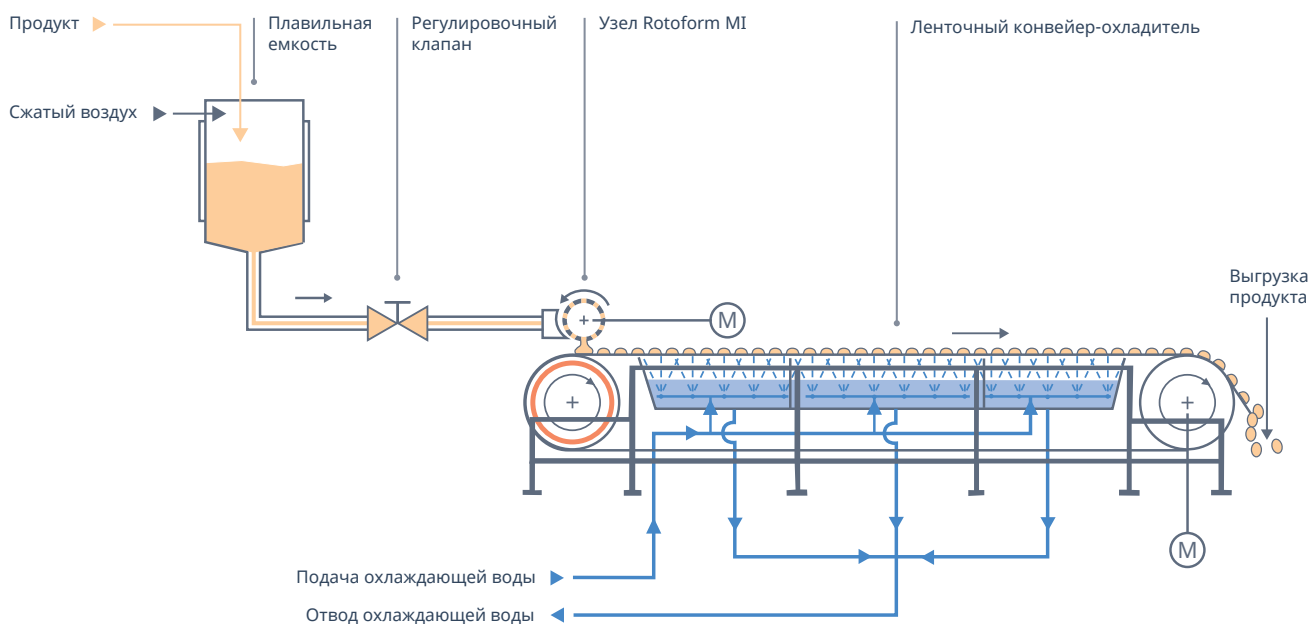 Продукт
Плавильная
емкость
Регулировочный
клапан
Узел Rotoform MI
Ленточный конвейер-охладитель
Сжатый воздух
Выгрузка
продукта
M
M
Подача охлаждающей воды
Отвод охлаждающей воды